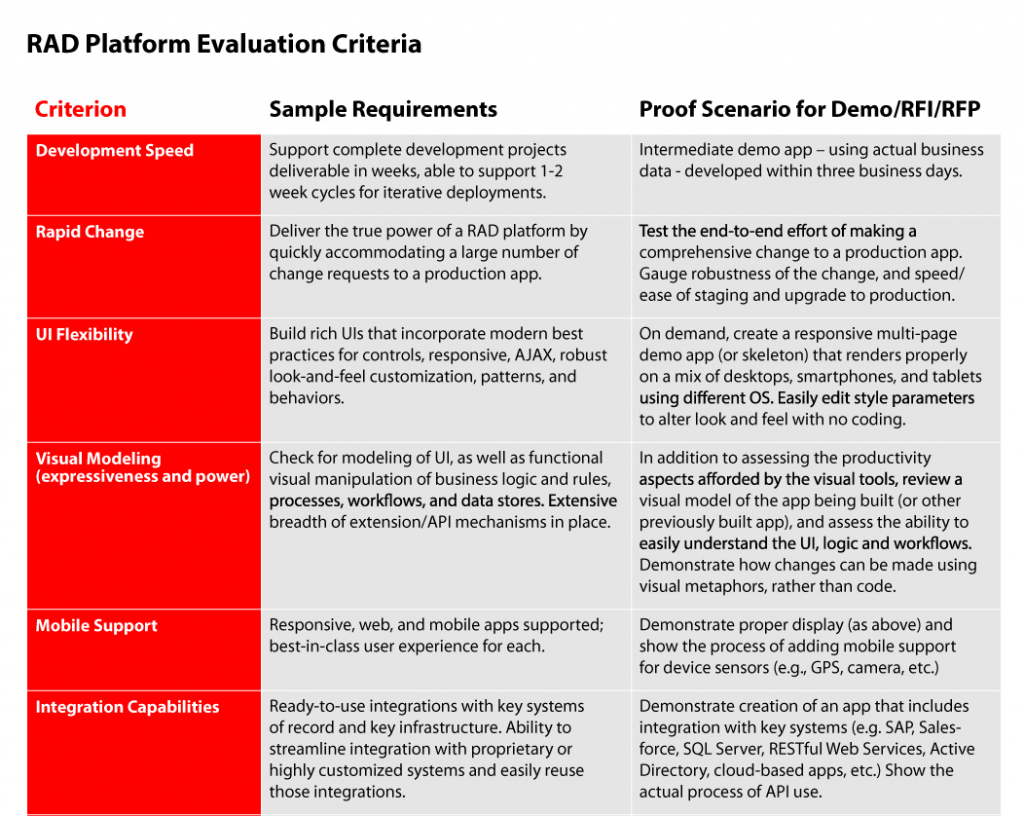 RAD Platform Evaluation Criteria
Criterion
Sample Requirements
Proof Scenario for Demo/RFI/RFP
Development Speed
Support complete development projects
deliverable in weeks, able to support 1-2
week cycles for iterative deployments.
Intermediate demo app – using actual business
data - developed within three business days.
Rapid Change
Deliver the true power of a RAD platform by
quickly accommodating a large number of
change requests to a production app.
Test the end-to-end effort of making a
comprehensive change to a production app.
Gauge robustness of the change, and speed/
ease of staging and upgrade to production.
UI Flexibility
Build rich UIs that incorporate modern best
practices for controls, responsive, AJAX, robust
look-and-feel customization, patterns, and
behaviors.
On demand, create a responsive multi-page
demo app (or skeleton) that renders properly
on a mix of desktops, smartphones, and tablets
using different OS. Easily edit style parameters
to alter look and feel with no coding.
Visual Modeling
(expressiveness and power)
Check for modeling of UI, as well as functional
visual manipulation of business logic and rules,
processes, workflows, and data stores. Extensive
breadth of extension/API mechanisms in place.
In addition to assessing the productivity
aspects afforded by the visual tools, review a
visual model of the app being built (or other
previously built app), and assess the ability to
easily understand the UI, logic and workflows.
Demonstrate how changes can be made using
visual metaphors, rather than code.
Mobile Support
Responsive, web, and mobile apps supported;
best-in-class user experience for each.
Demonstrate proper display (as above) and
show the process of adding mobile support
for device sensors (e.g., GPS, camera, etc.)
Integration Capabilities
Ready-to-use integrations with key systems
of record and key infrastructure. Ability to
streamline integration with proprietary or
highly customized systems and easily reuse
those integrations.
Demonstrate creation of an app that includes
integration with key systems (e.g. SAP, Sales-
force, SQL Server, RESTful Web Services, Active
Directory, cloud-based apps, etc.) Show the
actual process of API use.